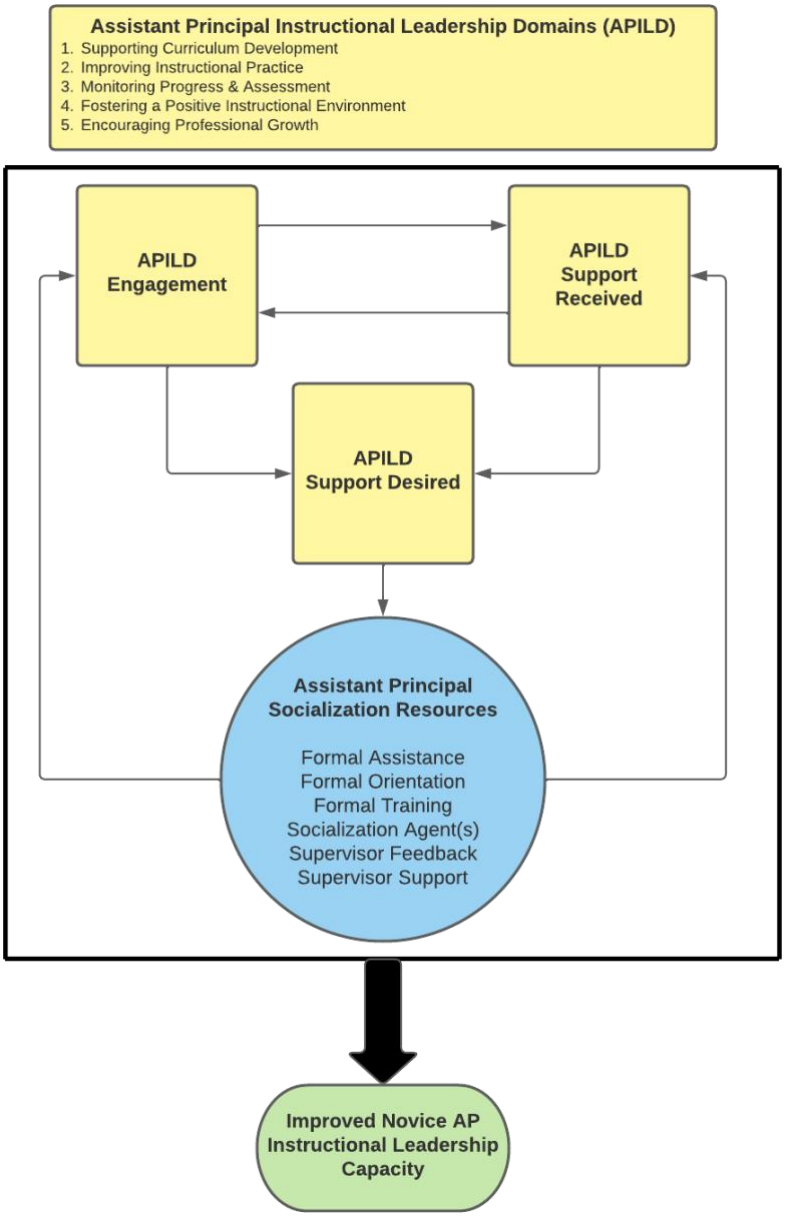 Assistant Principal Instructional Leadership Domains (APILD)
1. Supporting Curriculum Development
2. Improving Instructional Practice
3. Monitoring Progress & Assessment
4. Fostering a Positive Instructional Environment
5. Encouraging Professional Growth
APILD
Engagement
APILD
Support
Received
APILD
Support Desired
Assistant Principal
Socialization Resources
Formal Assistance
Formal Orientation
Formal Training
Socialization Agent(s)
Supervisor Feedback
Supervisor Support
Improved Novice AP
Instructional Leadership
Capacity